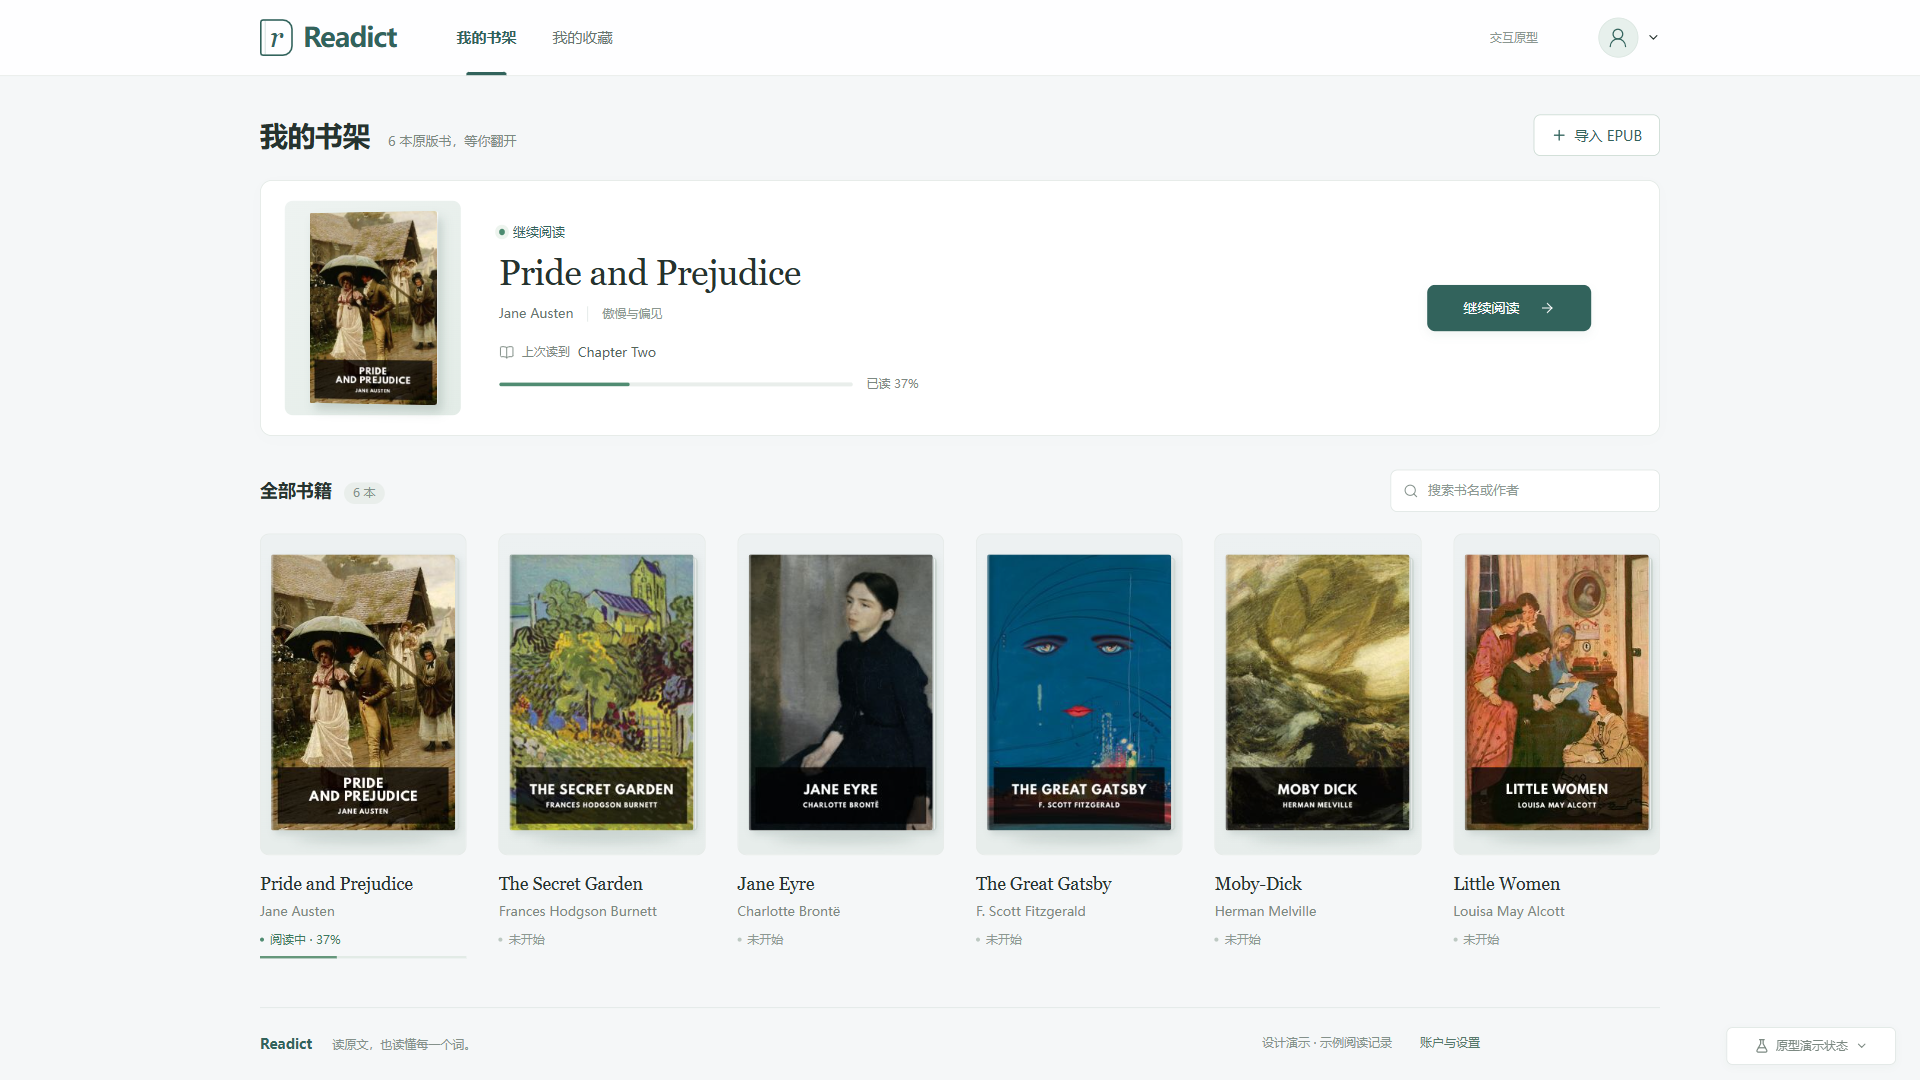 r Readict
我的书架
我的收藏
交互原型
我的书架
6 本原版书，等你翻开
导入 EPUB
PRIDE
AND PREJUDICE
JANE AUSTEN
继续阅读
Pride and Prejudice
Jane Austen
傲慢与偏见
上次读到 Chapter Two
已读 37%
继续阅读
全部书籍
6 本
搜索书名或作者
PRIDE
AND PREJUDICE
JANE AUSTEN
Pride and Prejudice
Jane Austen
阅读中 · 37%
THE SECRET GARDEN
FRANCES HODGSON BURNETT
The Secret Garden
Frances Hodgson Burnett
未开始
JANE EYRE
CHARLOTTE BRONTË
Jane Eyre
Charlotte Brontë
未开始
THE GREAT GATSBY
F. SCOTT FITZGERALD
The Great Gatsby
F. Scott Fitzgerald
未开始
MOBY DICK
HERMAN MELVILLE
Moby-Dick
Herman Melville
未开始
LITTLE WOMEN
LOUISA MAY ALCOTT
Little Women
Louisa May Alcott
未开始
Readict
读原文，也读懂每一个词。
设计演示 · 示例阅读记录
账户与设置
原型演示状态